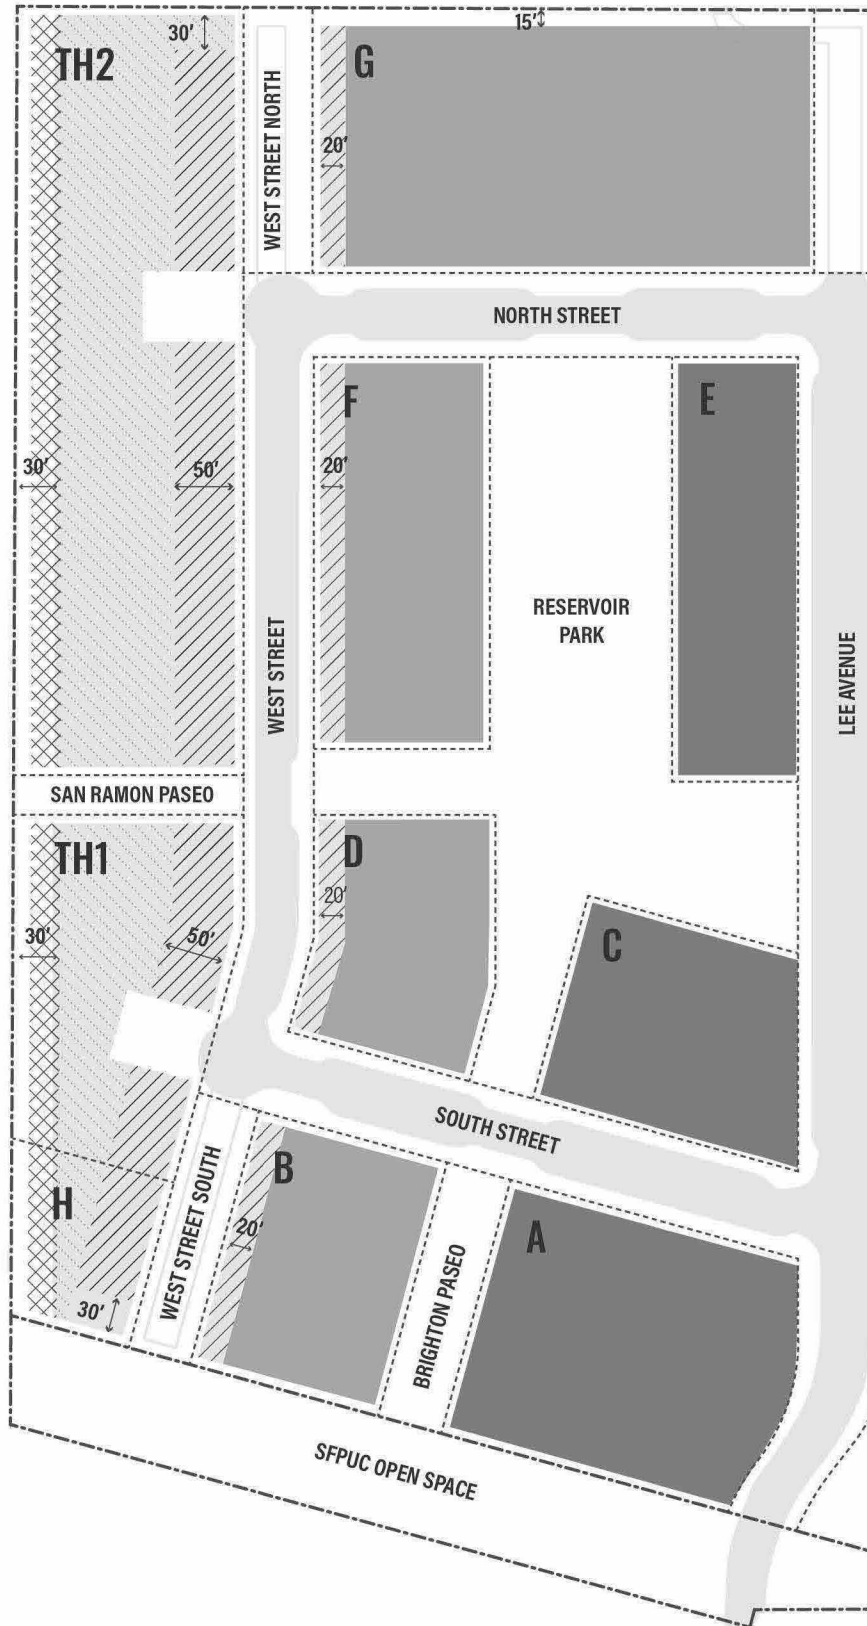 15'
30'
TH2
G
WEST STREET NORTH
20'
NORTH STREET
F
E
30'
50'
20'
RESERVOIR
PARK
WEST STREET
LEE AVENUE
SAN RAMON PASEO
TH1
D
20'
30'
50'
C
SOUTH STREET
B
H
WEST STREET SOUTH
20'
A
BRIGHTON PASEO
30'
SFPUC OPEN SPACE